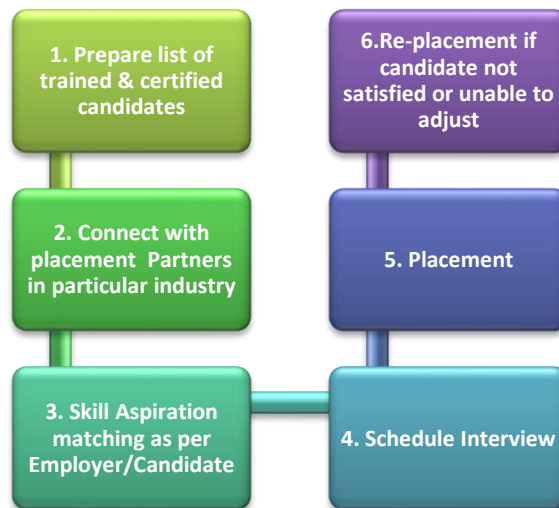 1. Prepare list of
trained & certified
candidates
2. Connect with
placement Partners
in particular industry
3. Skill Aspiration
matching as per
Employer/Candidate
4. Schedule Interview
5. Placement
6.Re-placement if
candidate not
satisfied or unable to
adjust